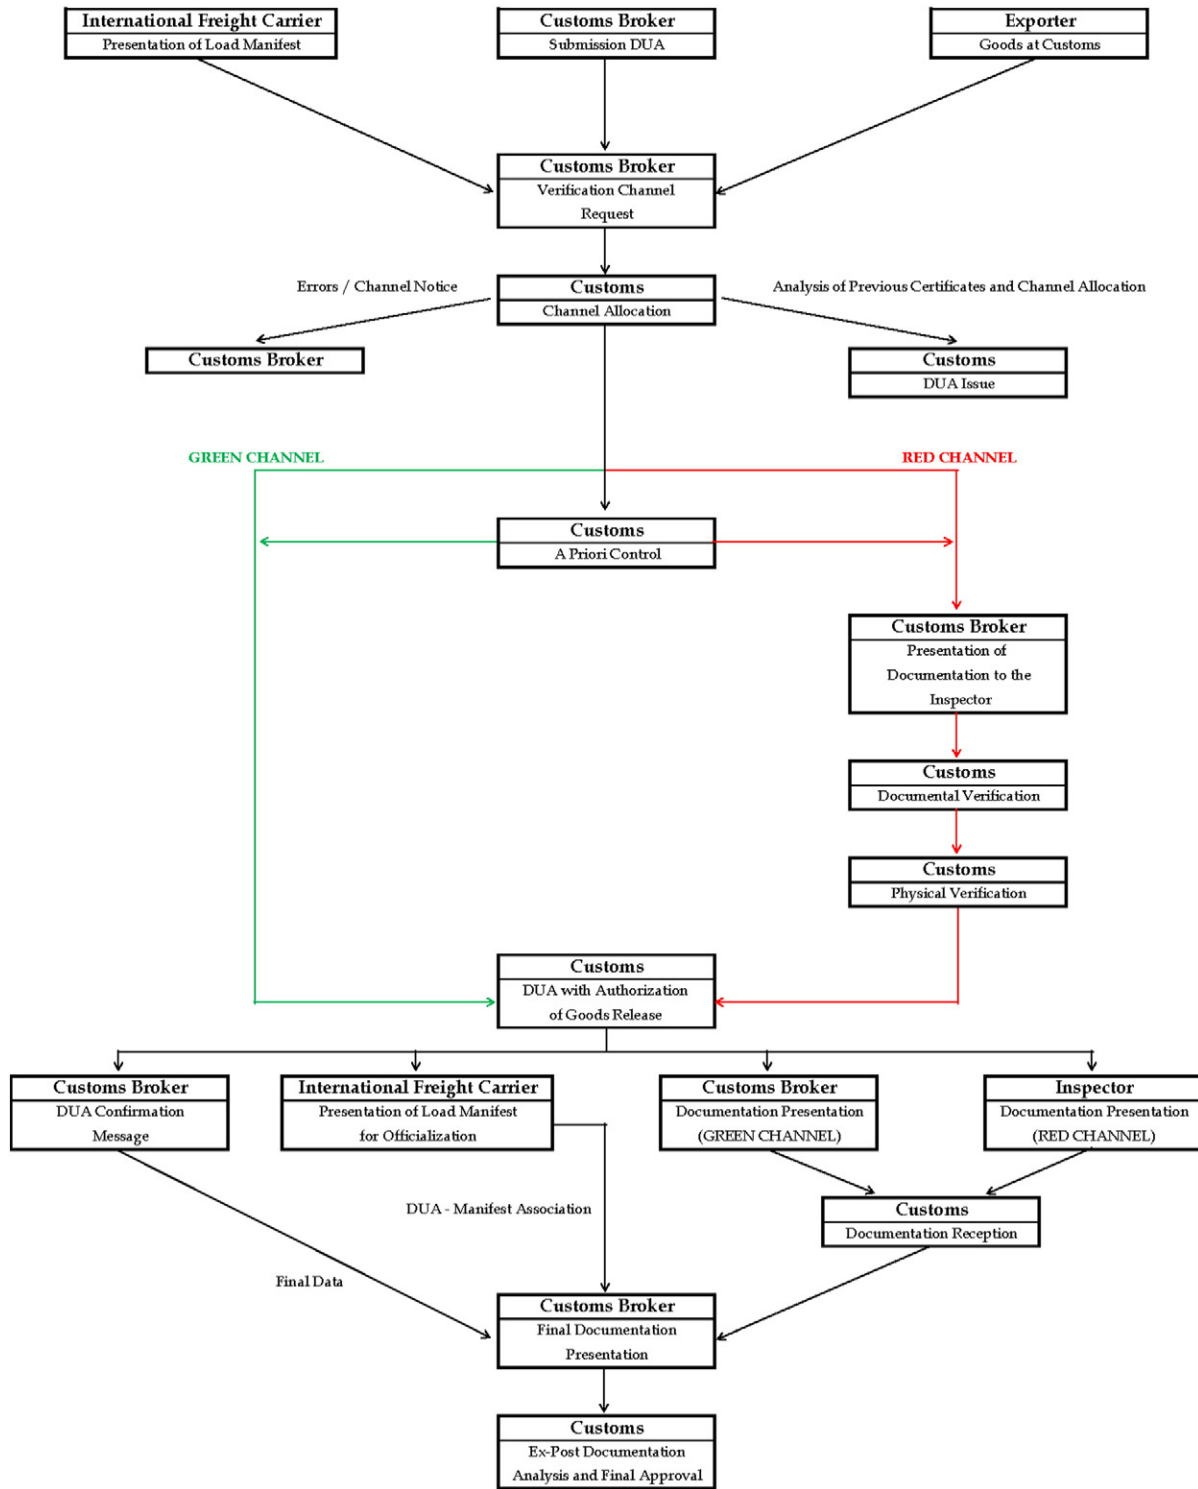 International Freight Carrier
Presentation of Load Manifest
Customs Broker
Submission DUA
Exporter
Goods at Customs
Customs Broker
Verification Channel
Request
Errors / Channel Notice
Customs
Channel Allocation
Analysis of Previous Certificates and Channel Allocation
Customs Broker
Customs
DUA Issue
GREEN CHANNEL
RED CHANNEL
Customs
A Priori Control
Customs Broker
Presentation of
Documentation to the
Inspector
Customs
Documental Verification
Customs
Physical Verification
Customs
DUA with Authorization
of Goods Release
Customs Broker
DUA Confirmation
Message
International Freight Carrier
Presentation of Load Manifest
for Officialization
Customs Broker
Documentation Presentation
(GREEN CHANNEL)
Inspector
Documentation Presentation
(RED CHANNEL)
DUA - Manifest Association
Customs
Documentation Reception
Final Data
Customs Broker
Final Documentation
Presentation
Customs
Ex-Post Documentation
Analysis and Final Approval